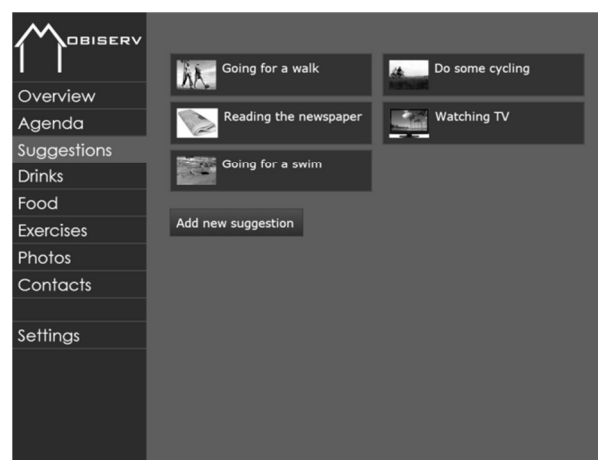 MOBISERV
Overview
Agenda
Suggestions
Drinks
Food
Exercises
Photos
Contacts
Settings
Going for a walk
Do some cycling
Reading the newspaper
Watching TV
Going for a swim
Add new suggestion